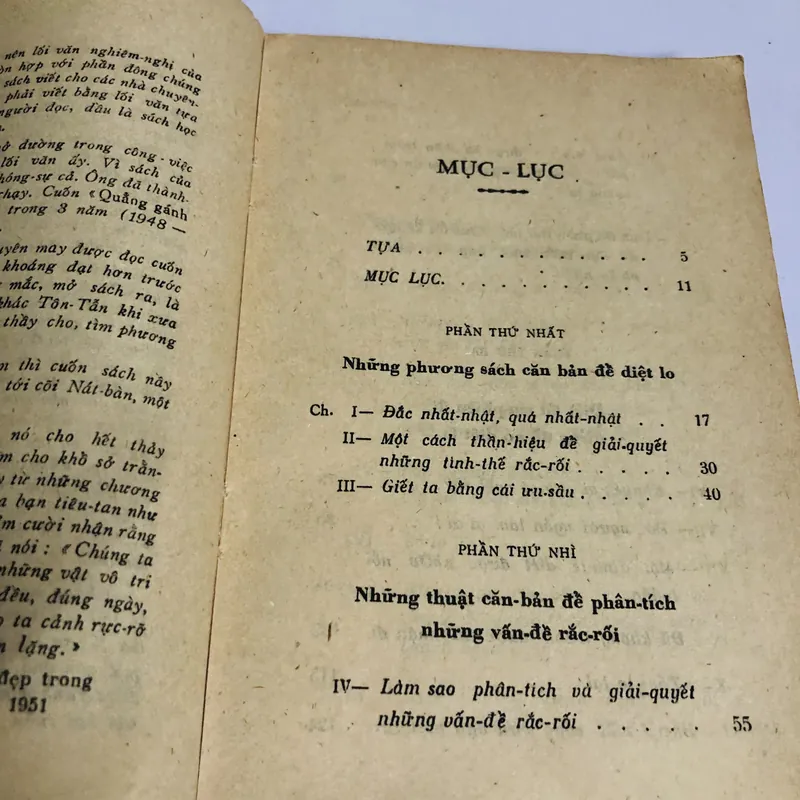 nên lối văn nghiêm-nghị của
hợp với phần đông chúng
sách viết cho các nhà chuyên-
phải viết bằng lối văn tựa
người đọc, dầu là sách học
dường trong công-việc
lối văn ấy. Vì sách của
phóng-sự cả. Ông đã thành-
chạy. Cuốn « Quẳng gánh
trong 3 năm (1948 —
may được đọc cuốn
khoáng đạt hơn trước
mắc, mở sách ra, là
khác Tôn-Tẫn khi xưa
thầy cho, tìm phương
thì cuốn sách này
tới cõi Nát-bàn, một
nó cho hết thảy
cho khổ sở trần-
từ những chương
bạn tiêu-tan như
cười nhận rằng
nói : « Chúng ta
những vật vô tri
đều, đúng ngày,
ta cảnh rực-rỡ
lặng. »
đẹp trong
1951
MỤC - LỤC
TỰA . . . . . . . . . . . . 5
MỤC LỤC. . . . . . . . . . . 11
PHẦN THỨ NHẤT
Những phương sách căn bản để diệt lo
Ch. I— Đắc nhất-nhật, quá nhất-nhật . . 17
II— Một cách thần-hiệu để giải-quyết
những tình-thế rắc-rối . . . . . 30
III— Giết ta bằng cái ưu-sầu . . . . . 40
PHẦN THỨ NHÌ
Những thuật căn-bản để phân-tích
những vấn-đề rắc-rối
IV— Làm sao phân-tích và giải-quyết
những vấn-đề rắc-rối . . . . . 55